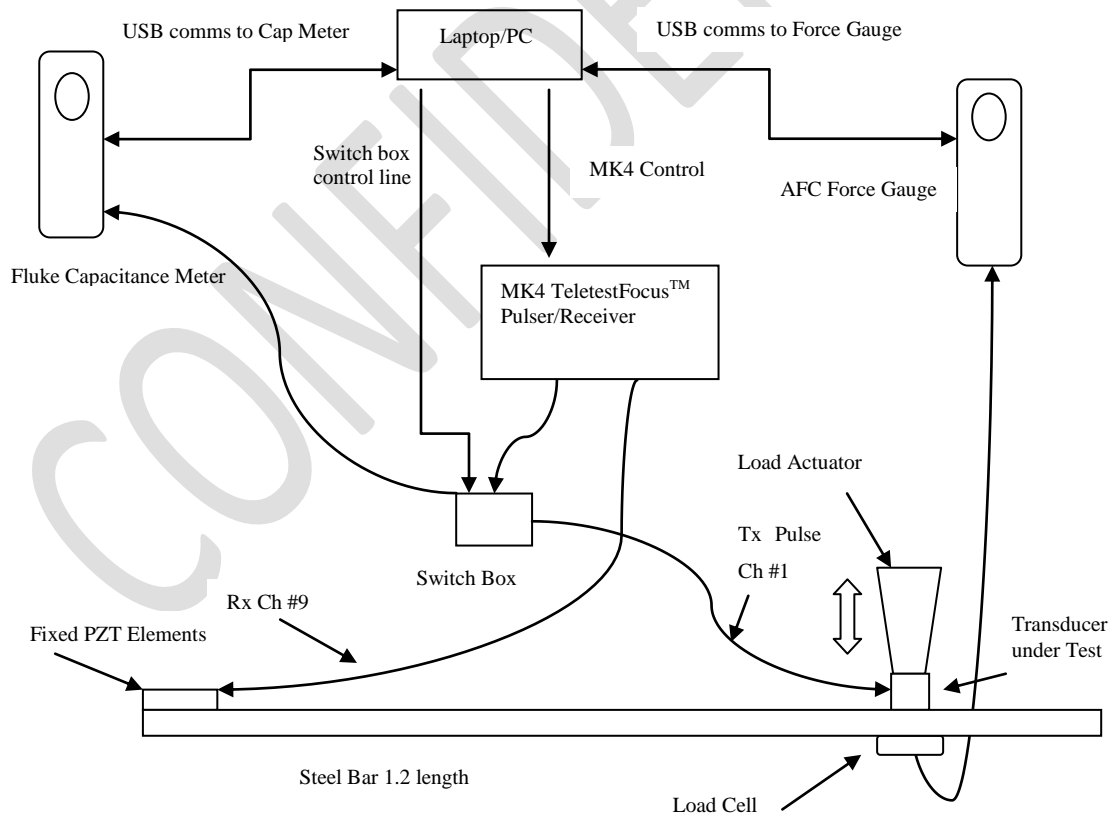 USB comms to Cap Meter
Laptop/PC
USB comms to Force Gauge
Switch box
control line
MK4 Control
AFC Force Gauge
Fluke Capacitance Meter
MK4 TeletestFocus™
Pulser/Receiver
Load Actuator
Tx Pulse
Ch #1
Switch Box
Rx Ch #9
Fixed PZT Elements
Transducer
under Test
Steel Bar 1.2 length
Load Cell
CONFIDE